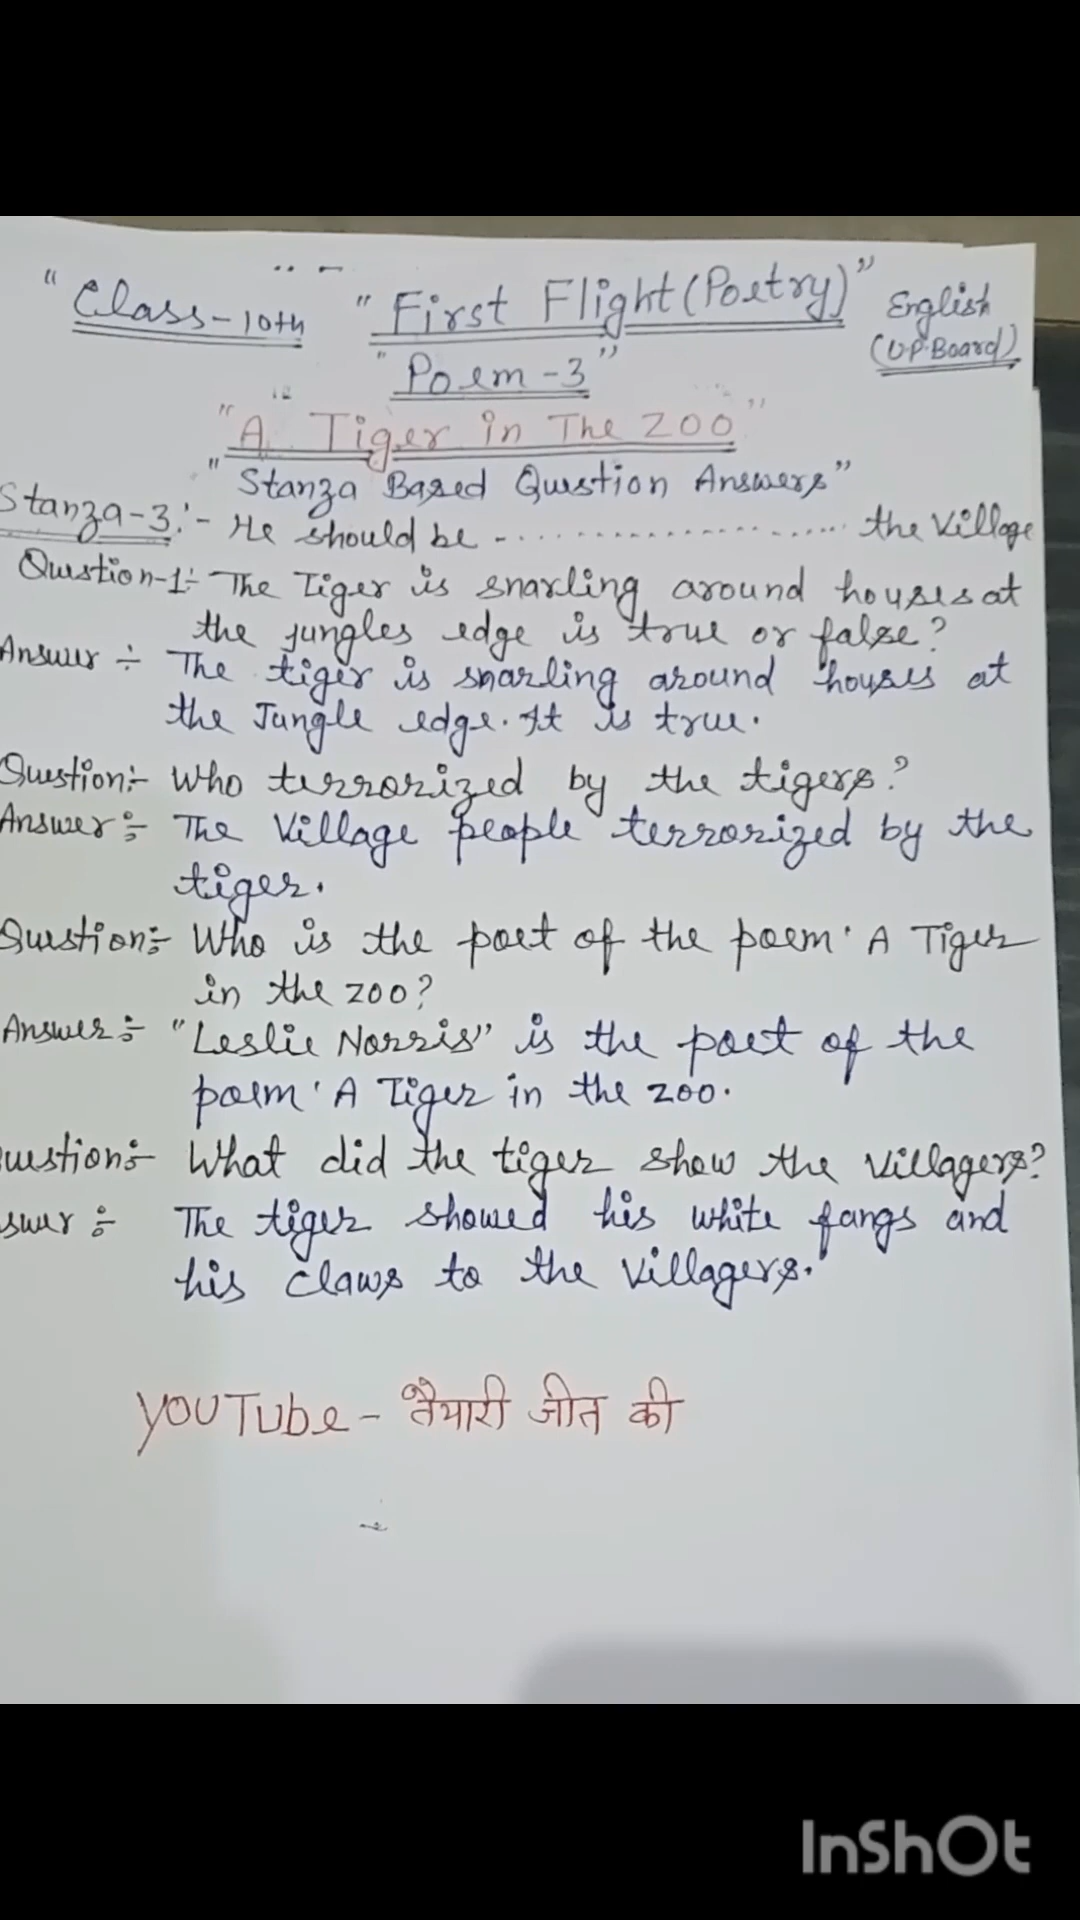 "Class-10th "First Flight (Poetry)" English
(U.P. Board)
"Poem-3"
"A Tiger in The Zoo"
"Stanza Based Question Answers"
Stanza-3:- He should be ................ the village
Question-1:- The Tiger is snarling around houses at
the jungles edge is true or false?
Answer :- The tiger is snarling around houses at
the Jungle edge. It is true.
Question:- Who terrorized by the tigers?
Answer:- The Village people terrorized by the
tiger.
Question:- Who is the poet of the poem 'A Tiger
in the zoo?
Answer:- "Leslie Norris" is the poet of the
poem 'A Tiger in the zoo.
uestion:- What did the tiger show the villagers?
swer:- The tiger showed his white fangs and
his claws to the villagers.
YOUTube - तैयारी जीत की
InShOt